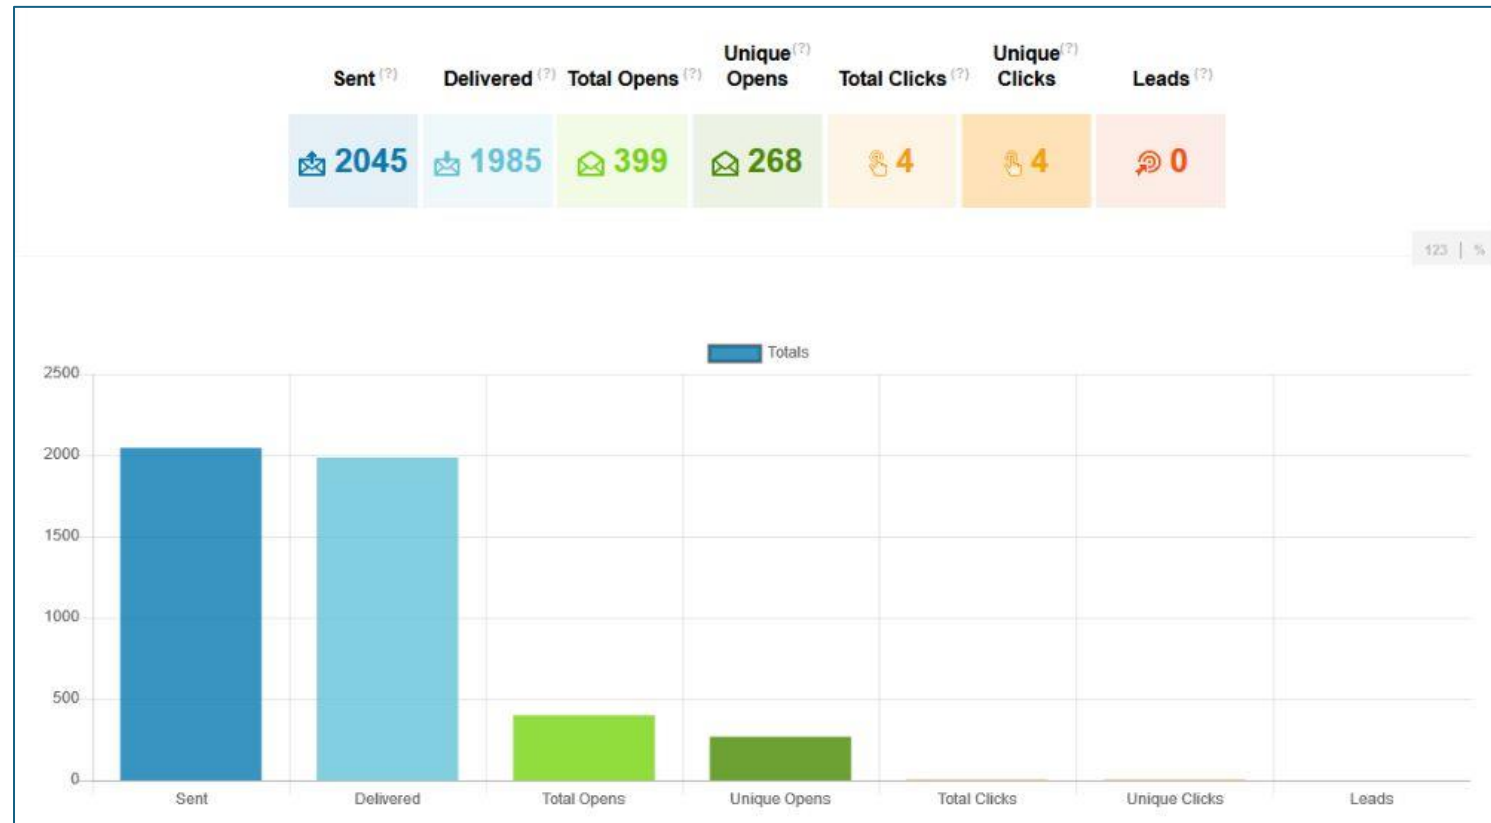 Sent (?)
Delivered (?)
Total Opens (?)
Unique (?)
Opens
Total Clicks (?)
Unique (?)
Clicks
Leads (?)
2045
1985
399
268
4
4
0
123 | %
Totals
2500
2000
1500
1000
500
0
Sent
Delivered
Total Opens
Unique Opens
Total Clicks
Unique Clicks
Leads